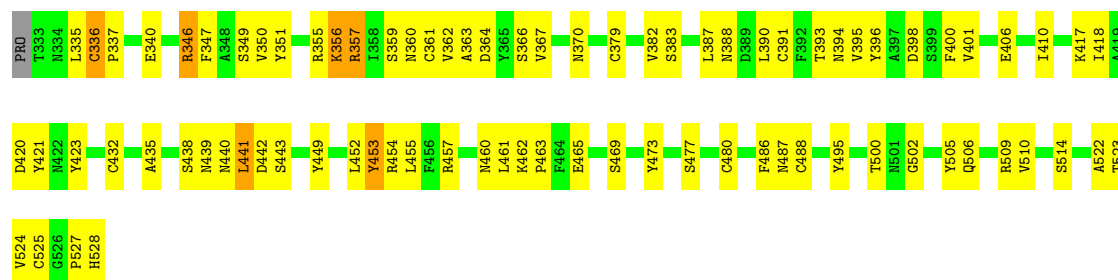 PRO T333 N334 L335 C336 P337 E340 R346 F347 A348 S349 V350 Y351 R355 K356 R357 I358 S359 N360 C361 V362 A363 D364 Y365 S366 V367 N370 C379 V382 S383 L387 N388 D389 L390 C391 F392 T393 N394 V395 Y396 A397 D398 S399 F400 V401 E406 I410 K417 I418 A419
D420 Y421 N422 Y423 C432 A435 S438 N439 N440 L441 D442 S443 Y449 L452 Y453 R454 L455 F456 R457 N460 L461 K462 P463 F464 E465 S469 Y473 S477 C480 F486 N487 C488 Y495 T500 N501 G502 Y505 Q506 R509 V510 S514 A522 T523
V524 C525 G526 P527 H528